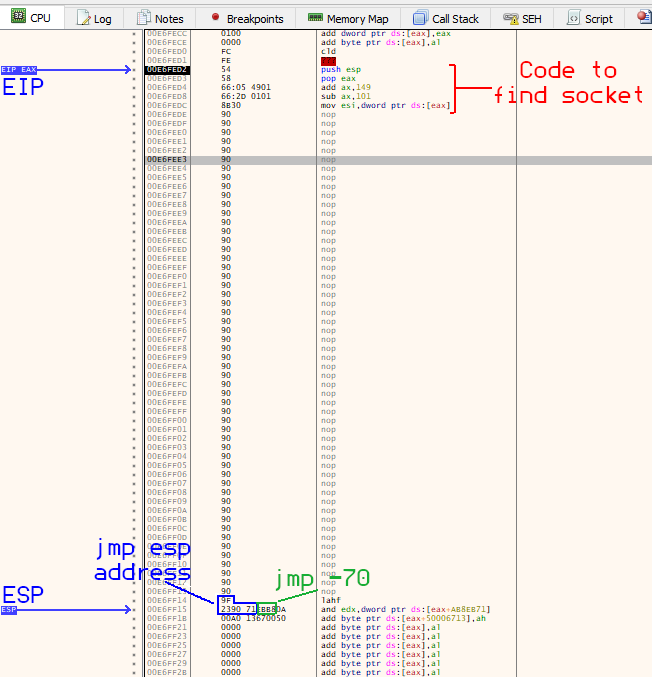 CPU Log Notes Breakpoints Memory Map Call Stack SEH Script
00E6FECC 0100 add dword ptr ds:[eax],eax
00E6FECE 0000 add byte ptr ds:[eax],al
00E6FED0 FC cld
00E6FED1 FE ???
EIP EAX 00E6FED2 54 push esp
00E6FED3 58 pop eax
00E6FED4 66:05 4901 add ax,149
00E6FED8 66:2D 0101 sub ax,101
00E6FEDC 8B30 mov esi,dword ptr ds:[eax]
EIP
Code to
find socket
00E6FEDE 90 nop
00E6FEDF 90 nop
00E6FEE0 90 nop
00E6FEE1 90 nop
00E6FEE2 90 nop
00E6FEE3 90 nop
00E6FEE4 90 nop
00E6FEE5 90 nop
00E6FEE6 90 nop
00E6FEE7 90 nop
00E6FEE8 90 nop
00E6FEE9 90 nop
00E6FEEA 90 nop
00E6FEEB 90 nop
00E6FEEC 90 nop
00E6FEED 90 nop
00E6FEEE 90 nop
00E6FEEF 90 nop
00E6FEF0 90 nop
00E6FEF1 90 nop
00E6FEF2 90 nop
00E6FEF3 90 nop
00E6FEF4 90 nop
00E6FEF5 90 nop
00E6FEF6 90 nop
00E6FEF7 90 nop
00E6FEF8 90 nop
00E6FEF9 90 nop
00E6FEFA 90 nop
00E6FEFB 90 nop
00E6FEFC 90 nop
00E6FEFD 90 nop
00E6FEFE 90 nop
00E6FEFF 90 nop
00E6FF00 90 nop
00E6FF01 90 nop
00E6FF02 90 nop
00E6FF03 90 nop
00E6FF04 90 nop
00E6FF05 90 nop
00E6FF06 90 nop
00E6FF07 90 nop
00E6FF08 90 nop
00E6FF09 90 nop
00E6FF0A 90 nop
00E6FF0B 90 nop
00E6FF0C 90 nop
00E6FF0D 90 nop
90 nop
90 nop
00E6FF10 90 nop
90 nop
90 nop
90 nop
jmp esp
address
jmp -70
ESP
00E6FF14 9F lahf
ESP 00E6FF15 2390 71EBB80A and edx,dword ptr ds:[eax+AB8EB71]
00E6FF1B 00A0 13670050 add byte ptr ds:[eax+50006713],ah
00E6FF21 0000 add byte ptr ds:[eax],al
00E6FF23 0000 add byte ptr ds:[eax],al
00E6FF25 0000 add byte ptr ds:[eax],al
00E6FF27 0000 add byte ptr ds:[eax],al
00E6FF29 0000 add byte ptr ds:[eax],al
00E6FF2B 0000 add byte ptr ds:[eax],al